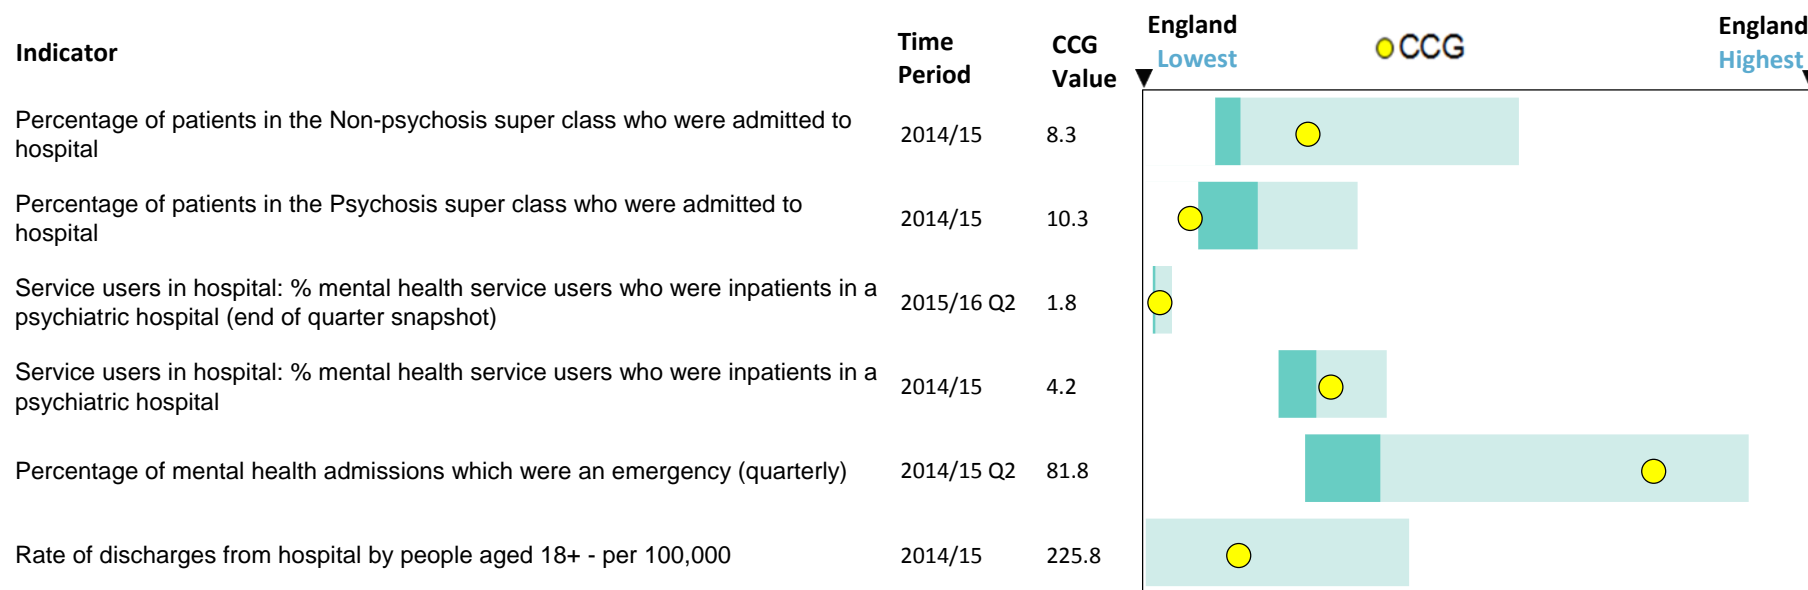 Indicator
Time Period
CCG Value
England Lowest
CCG
England Highest
Percentage of patients in the Non-psychosis super class who were admitted to
hospital
2014/15
8.3
Percentage of patients in the Psychosis super class who were admitted to
hospital
2014/15
10.3
Service users in hospital: % mental health service users who were inpatients in a
psychiatric hospital (end of quarter snapshot)
2015/16 Q2
1.8
Service users in hospital: % mental health service users who were inpatients in a
psychiatric hospital
2014/15
4.2
Percentage of mental health admissions which were an emergency (quarterly)
2014/15 Q2
81.8
Rate of discharges from hospital by people aged 18+ - per 100,000
2014/15
225.8